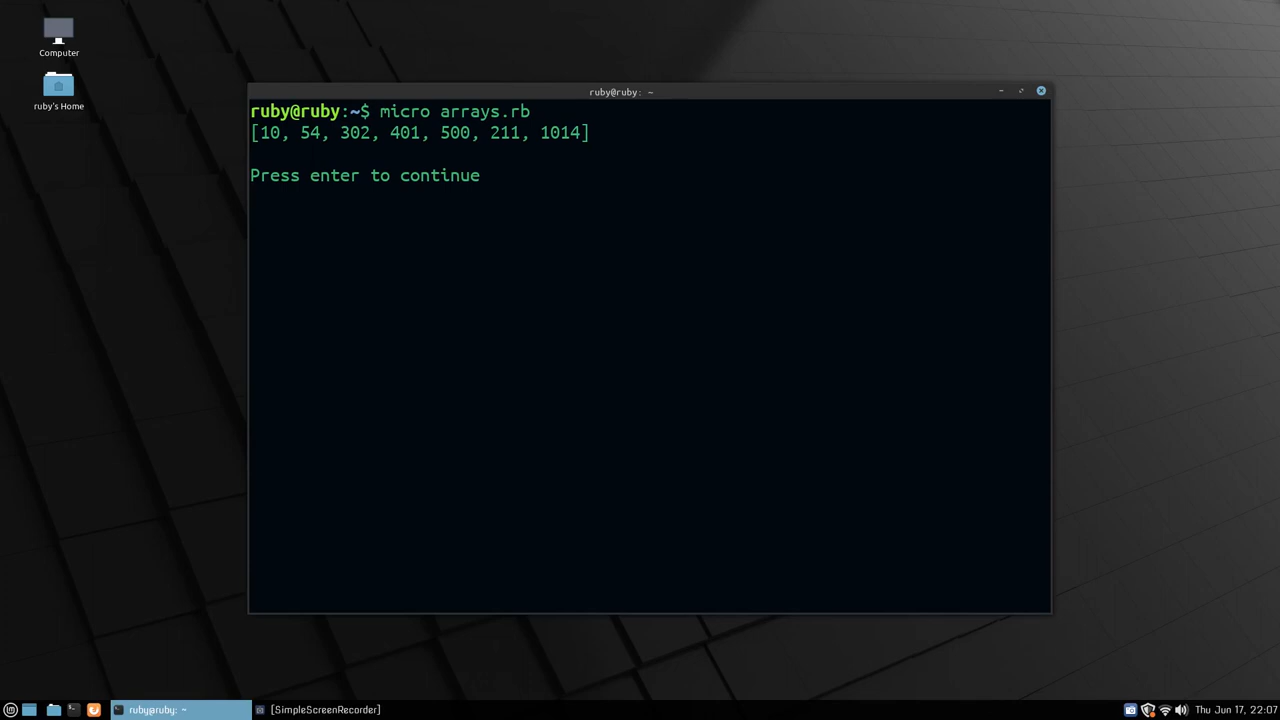 Computer
ruby's Home
ruby@ruby: ~
ruby@ruby:~$ micro arrays.rb
[10, 54, 302, 401, 500, 211, 1014]
Press enter to continue
ruby@ruby: ~
[SimpleScreenRecorder]
Thu Jun 17, 22:07